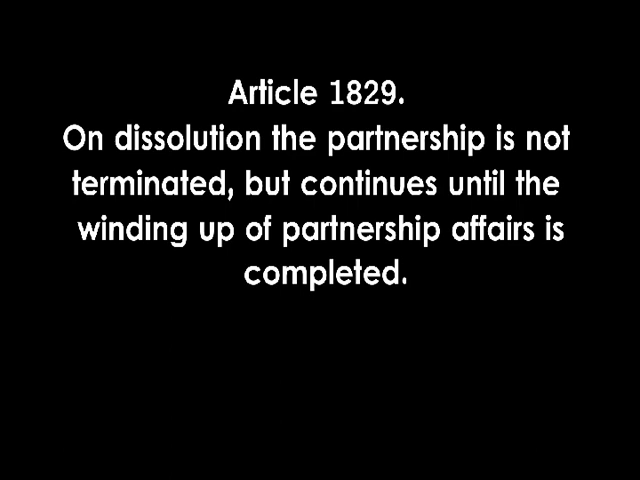 Article 1829.
On dissolution the partnership is not
terminated, but continues until the
winding up of partnership affairs is
completed.